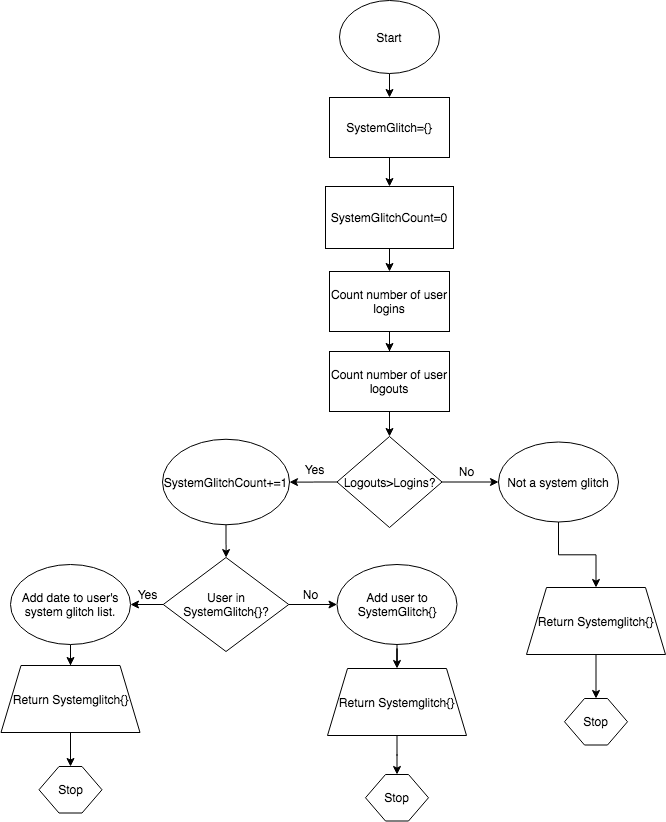 Start
SystemGlitch={}
SystemGlitchCount=0
Count number of user
logins
Count number of user
logouts
Logouts>Logins?
Yes
No
SystemGlitchCount+=1
Not a system glitch
User in
SystemGlitch{}?
Yes
No
Add date to user's
system glitch list.
Add user to
SystemGlitch{}
Return Systemglitch{}
Return Systemglitch{}
Return Systemglitch{}
Stop
Stop
Stop